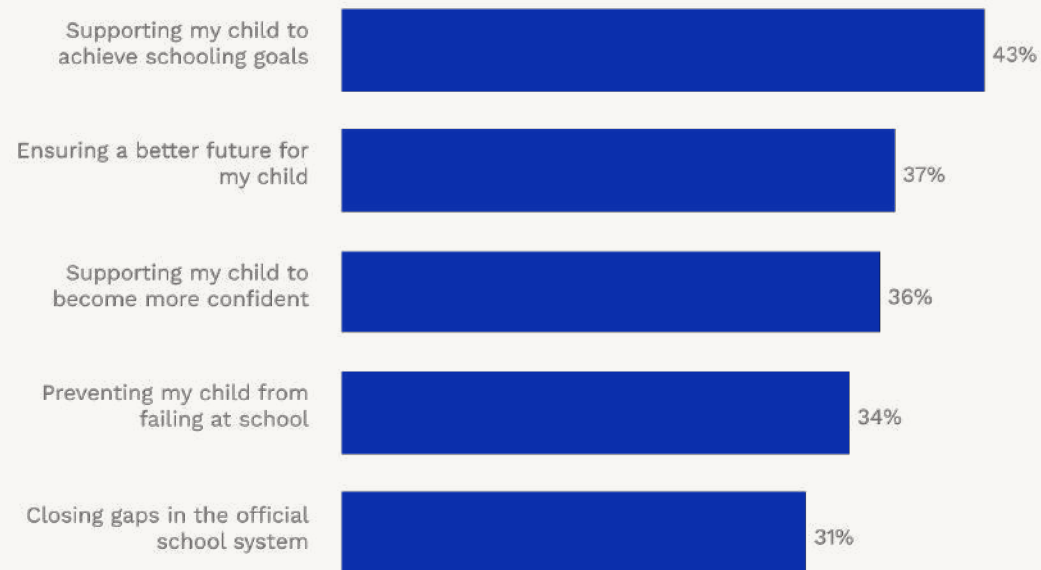 Supporting my child to
achieve schooling goals
43%
Ensuring a better future for
my child
37%
Supporting my child to
become more confident
36%
Preventing my child from
failing at school
34%
Closing gaps in the official
school system
31%